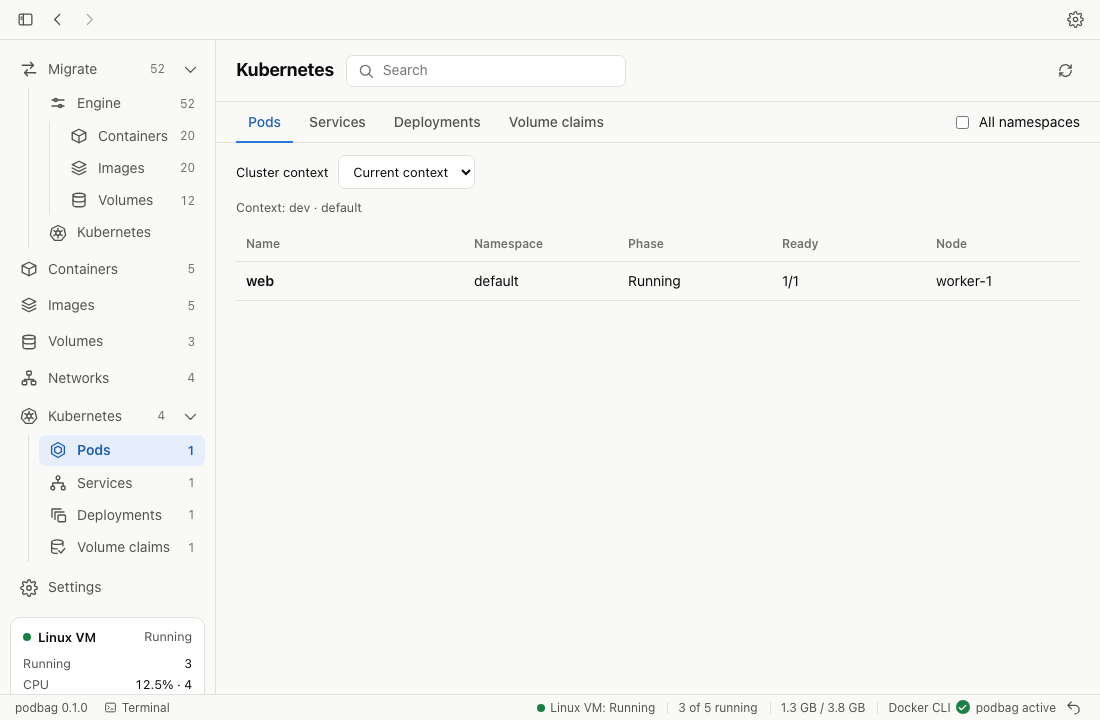 Migrate 52
Engine 52
Containers 20
Images 20
Volumes 12
Kubernetes
Containers 5
Images 5
Volumes 3
Networks 4
Kubernetes 4
Pods 1
Services 1
Deployments 1
Volume claims 1
Settings
Linux VM Running
Running 3
CPU 12.5% · 4
Kubernetes Search
Pods Services Deployments Volume claims All namespaces
Cluster context Current context
Context: dev · default
Name Namespace Phase Ready Node
web default Running 1/1 worker-1
podbag 0.1.0 Terminal Linux VM: Running 3 of 5 running 1.3 GB / 3.8 GB Docker CLI podbag active